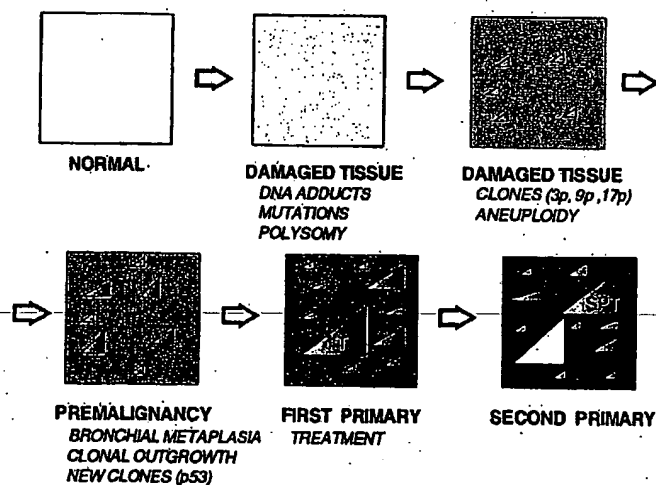 NORMAL
DAMAGED TISSUE
DNA ADDUCTS
MUTATIONS
POLYSOMY
DAMAGED TISSUE
CLONES (3p, 9p, 17p)
ANEUPLOIDY
PREMALIGNANCY
BRONCHIAL METAPLASIA
CLONAL OUTGROWTH
NEW CLONES (p53)
FIRST PRIMARY
TREATMENT
SPT
SECOND PRIMARY